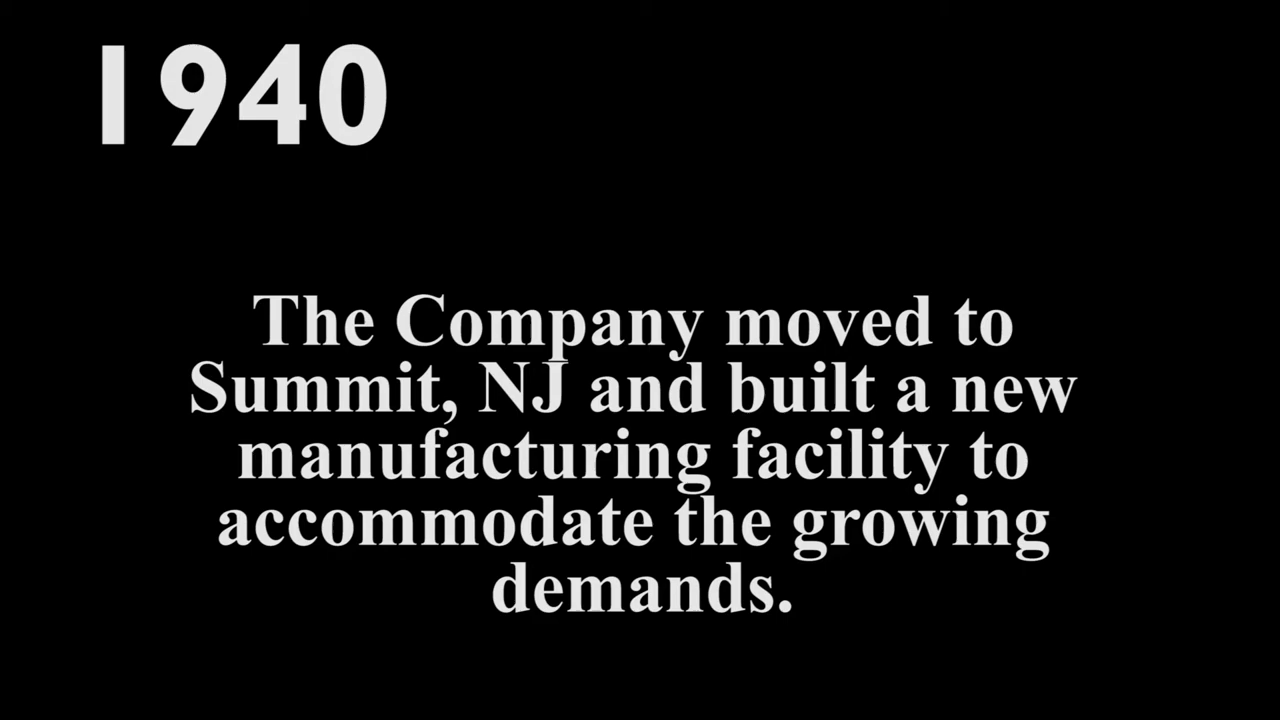 1940
The Company moved to
Summit, NJ and built a new
manufacturing facility to
accommodate the growing
demands.